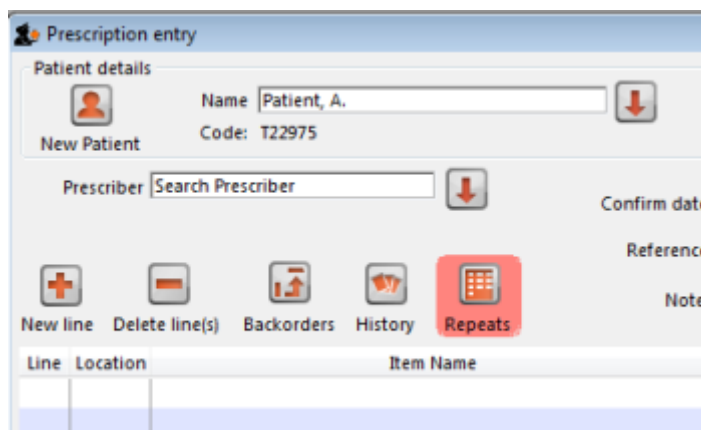 Prescription entry
Patient details
Name Patient, A.
New Patient
Code: T22975
Prescriber Search Prescriber
Confirm date
Reference
Note
New line Delete line(s) Backorders History Repeats
Line Location Item Name